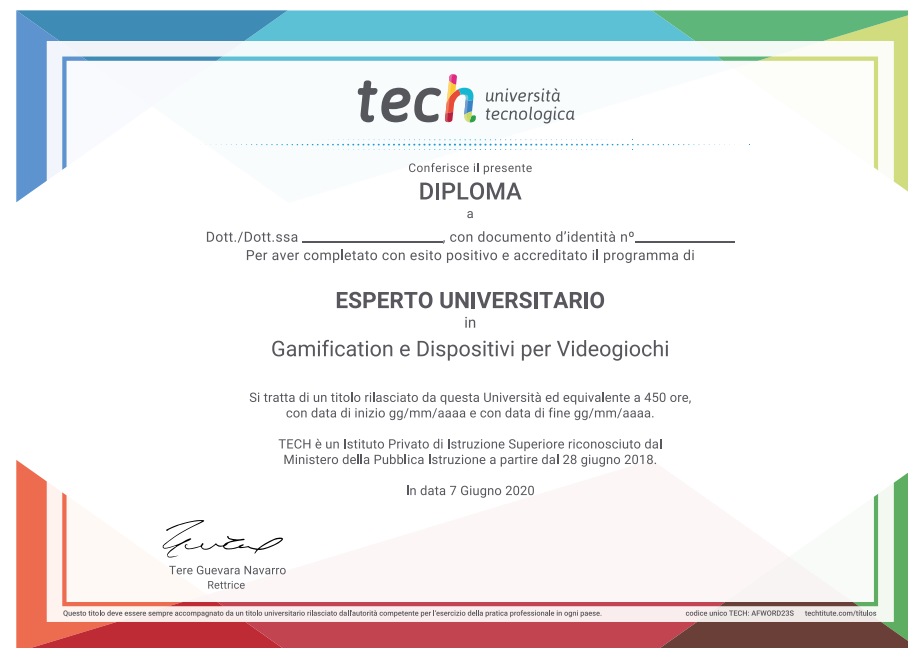 tech università
tecnologica
Conferisce il presente
DIPLOMA
a
Dott./Dott.ssa ____________________, con documento d'identità nº______________
Per aver completato con esito positivo e accreditato il programma di
ESPERTO UNIVERSITARIO
in
Gamification e Dispositivi per Videogiochi
Si tratta di un titolo rilasciato da questa Università ed equivalente a 450 ore,
con data di inizio gg/mm/aaaa e con data di fine gg/mm/aaaa.
TECH è un Istituto Privato di Istruzione Superiore riconosciuto dal
Ministero della Pubblica Istruzione a partire dal 28 giugno 2018.
In data 7 Giugno 2020
Tere Guevara Navarro
Rettrice
Questo titolo deve essere sempre accompagnato da un titolo universitario rilasciato dall'autorità competente per l'esercizio della pratica professionale in ogni paese. codice unico TECH: AFWORD23S techtitute.com/titulos